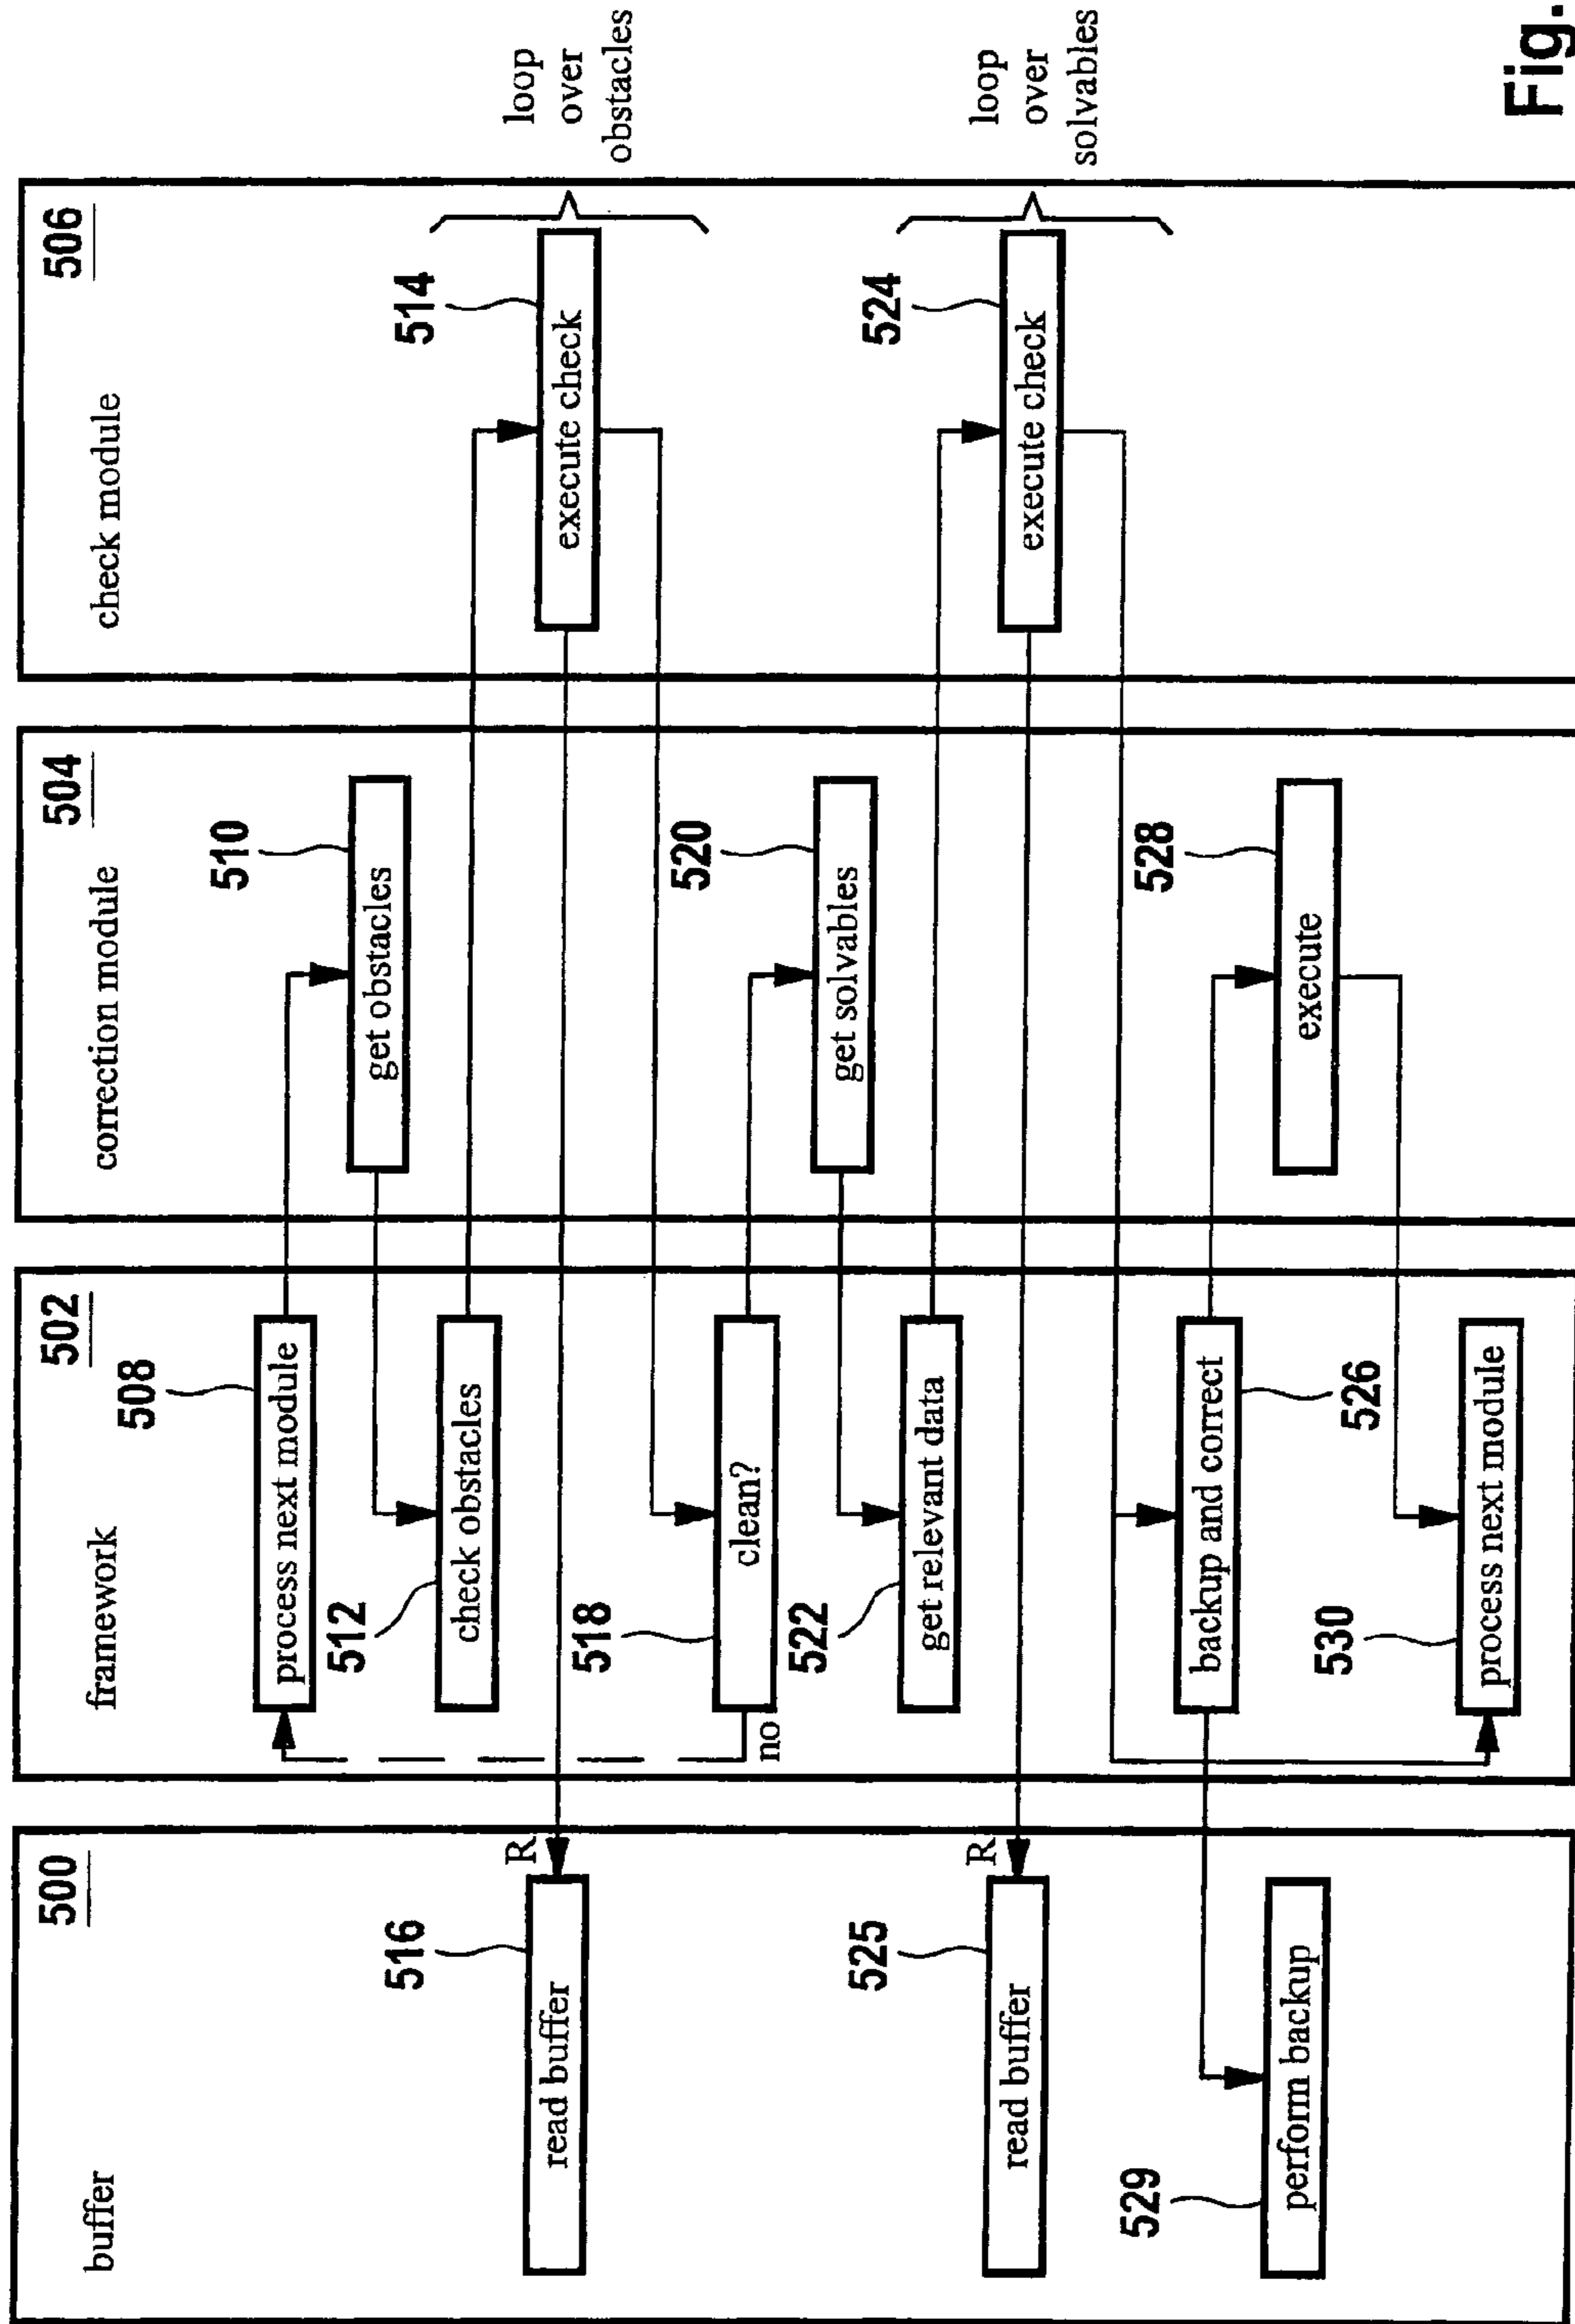 500
buffer
516
read buffer
R
525
read buffer
R
529
perform backup
502
framework
508
process next module
512
check obstacles
518
clean?
no
522
get relevant data
backup and correct
526
530
process next module
504
correction module
510
get obstacles
520
get solvables
528
execute
506
check module
514
execute check
524
execute check
loop
over
obstacles
loop
over
solvables
Fig.